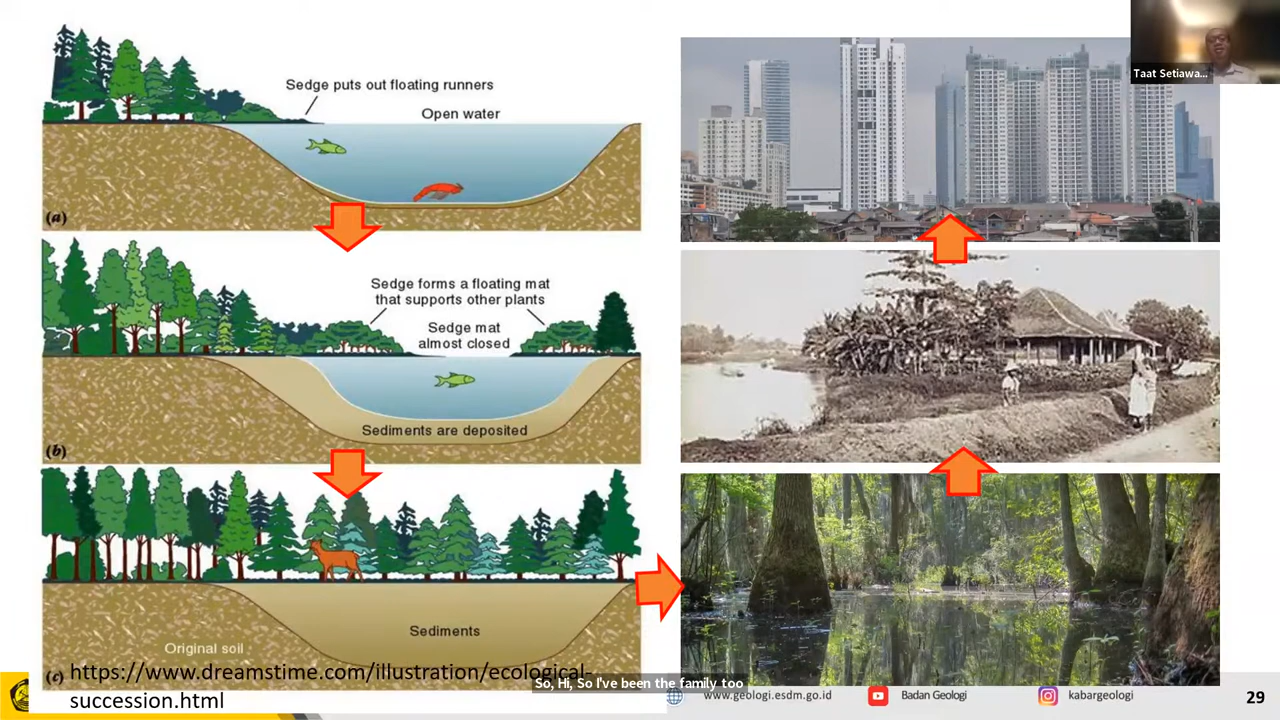 Sedge puts out floating runners
Open water
(a)
Sedge forms a floating mat
that supports other plants
Sedge mat
almost closed
Sediments are deposited
(b)
Sediments
Original soil
(c)
https://www.dreamstime.com/illustration/ecological-
succession.html
Taat Setiawa...
So, Hi, So I've been the family too
www.geologi.esdm.go.id
Badan Geologi
kabargeologi
29